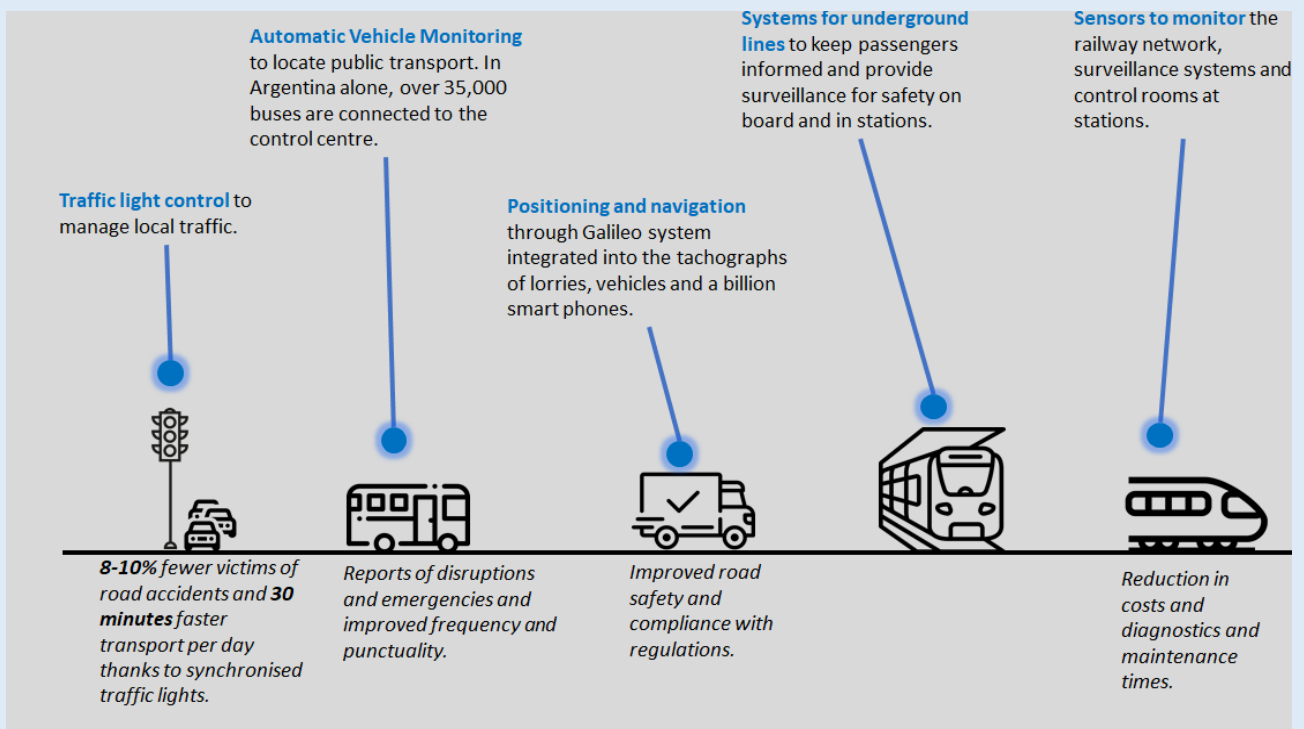 Traffic light control to
manage local traffic.
Automatic Vehicle Monitoring
to locate public transport. In
Argentina alone, over 35,000
buses are connected to the
control centre.
Positioning and navigation
through Galileo system
integrated into the tachographs
of lorries, vehicles and a billion
smart phones.
Systems for underground
lines to keep passengers
informed and provide
surveillance for safety on
board and in stations.
Sensors to monitor the
railway network,
surveillance systems and
control rooms at
stations.
8-10% fewer victims of
road accidents and 30
minutes faster
transport per day
thanks to synchronised
traffic lights.
Reports of disruptions
and emergencies and
improved frequency and
punctuality.
Improved road
safety and
compliance with
regulations.
Reduction in
costs and
diagnostics and
maintenance
times.